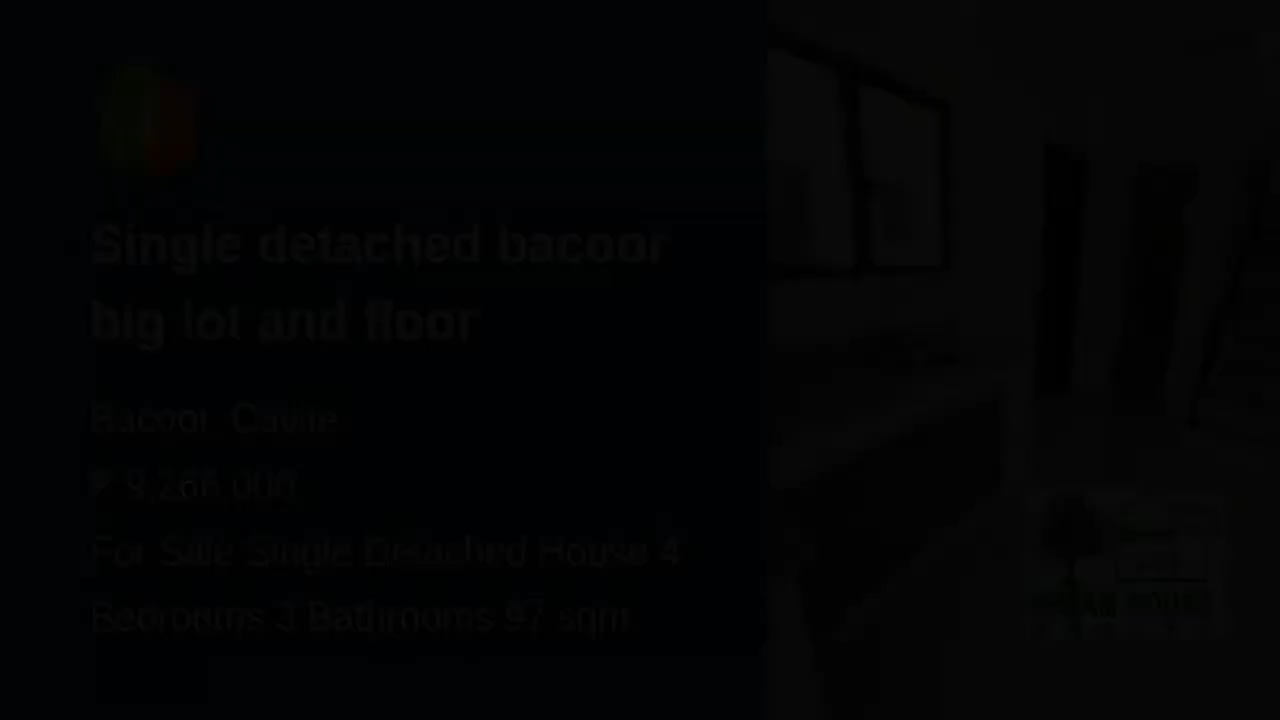 Single detached bacoor
big lot and floor
Bacoor, Cavite
For Sale Single Detached House 4
Bedrooms 3 Bathrooms 97 sqm